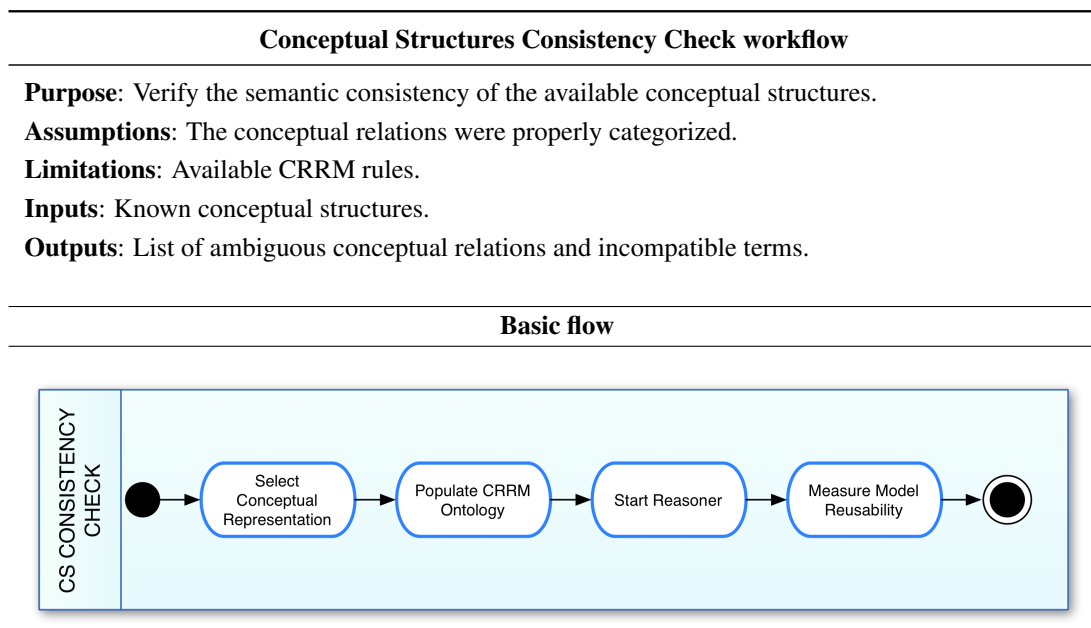 Conceptual Structures Consistency Check workflow
Purpose: Verify the semantic consistency of the available conceptual structures.
Assumptions: The conceptual relations were properly categorized.
Limitations: Available CRRM rules.
Inputs: Known conceptual structures.
Outputs: List of ambiguous conceptual relations and incompatible terms.
Basic flow
CS CONSISTENCY
CHECK
Select
Conceptual
Representation
Populate CRRM
Ontology
Start Reasoner
Measure Model
Reusability